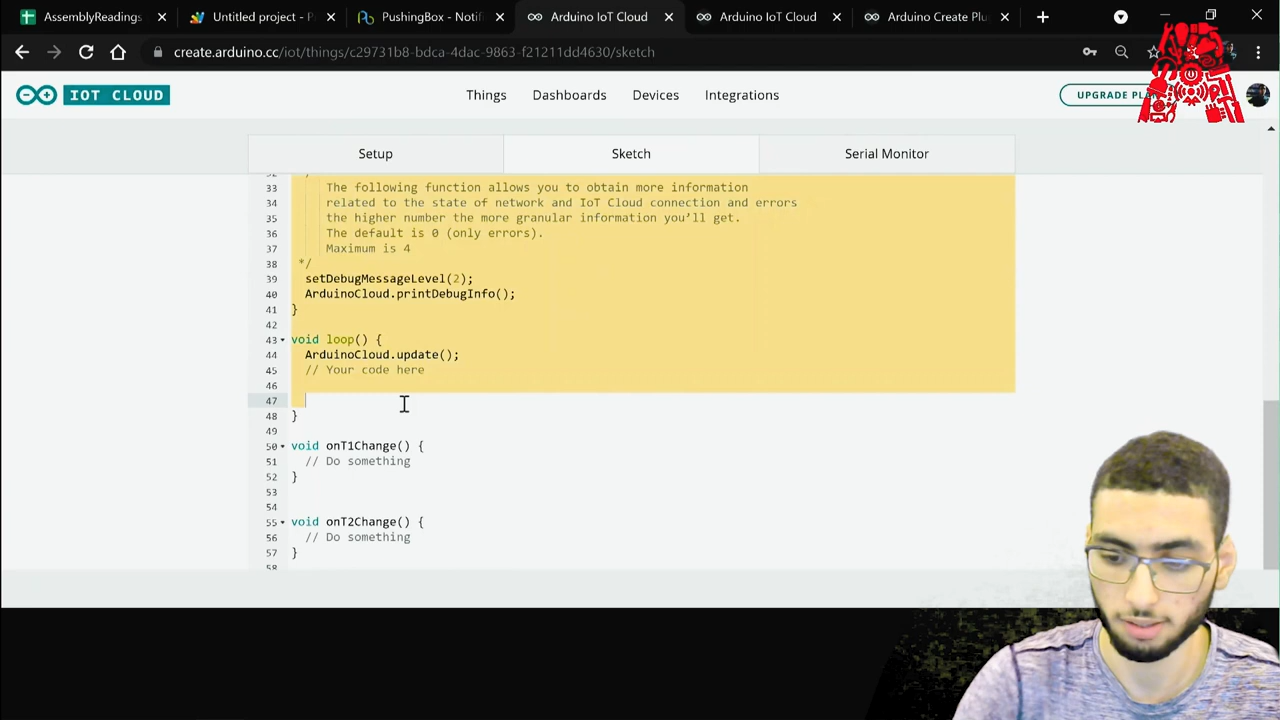 AssemblyReadings
Untitled project - P
PushingBox - Notifi
Arduino IoT Cloud
Arduino IoT Cloud
Arduino Create Plu
create.arduino.cc/iot/things/c29731b8-bdca-4dac-9863-f21211dd4630/sketch
IOT CLOUD
Things
Dashboards
Devices
Integrations
UPGRADE
Setup
Sketch
Serial Monitor
33 The following function allows you to obtain more information
34 related to the state of network and IoT Cloud connection and errors
35 the higher number the more granular information you'll get.
36 The default is 0 (only errors).
37 Maximum is 4
38 */
39 setDebugMessageLevel(2);
40 ArduinoCloud.printDebugInfo();
41 }
42
43 void loop() {
44 ArduinoCloud.update();
45 // Your code here
46
47
48 }
49
50 void onT1Change() {
51 // Do something
52 }
53
54
55 void onT2Change() {
56 // Do something
57 }
58